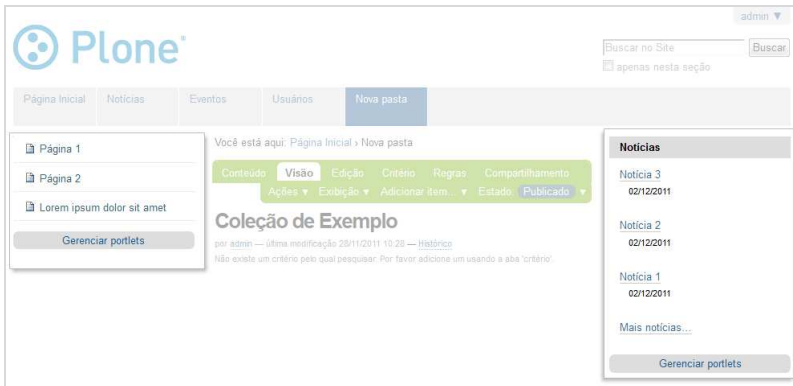 admin ▼
Plone®
Buscar no Site
Buscar
apenas nesta seção
Página Inicial
Notícias
Eventos
Usuários
Nova pasta
Você está aqui: Página Inicial › Nova pasta
Página 1
Página 2
Lorem ipsum dolor sit amet
Gerenciar portlets
Conteúdo
Visão
Edição
Critério
Regras
Compartilhamento
Ações ▼
Exibição ▼
Adicionar item... ▼
Estado: Publicado ▼
Coleção de Exemplo
por admin — última modificação 28/11/2011 10:28 — Histórico
Não existe um critério pelo qual pesquisar. Por favor adicione um usando a aba 'critério'.
Notícias
Notícia 3
02/12/2011
Notícia 2
02/12/2011
Notícia 1
02/12/2011
Mais notícias...
Gerenciar portlets